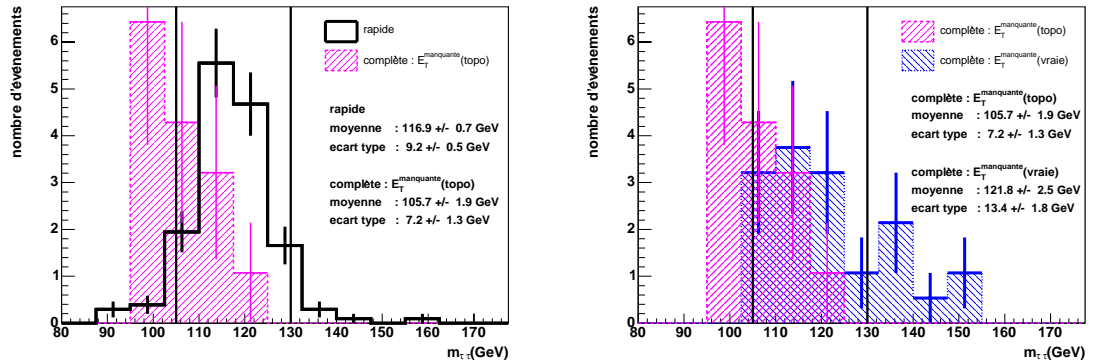 nombre d'événements
6
5
4
3
2
1
0
80 90 100 110 120 130 140 150 160 170
m_ττ(GeV)
rapide
complète : E_T^manquante(topo)
rapide
moyenne : 116.9 +/- 0.7 GeV
ecart type : 9.2 +/- 0.5 GeV
complète : E_T^manquante(topo)
moyenne : 105.7 +/- 1.9 GeV
ecart type : 7.2 +/- 1.3 GeV
nombre d'événements
6
5
4
3
2
1
0
80 90 100 110 120 130 140 150 160 170
m_ττ(GeV)
complète : E_T^manquante(topo)
complète : E_T^manquante(vraie)
complète : E_T^manquante(topo)
moyenne : 105.7 +/- 1.9 GeV
ecart type : 7.2 +/- 1.3 GeV
complète : E_T^manquante(vraie)
moyenne : 121.8 +/- 2.5 GeV
ecart type : 13.4 +/- 1.8 GeV